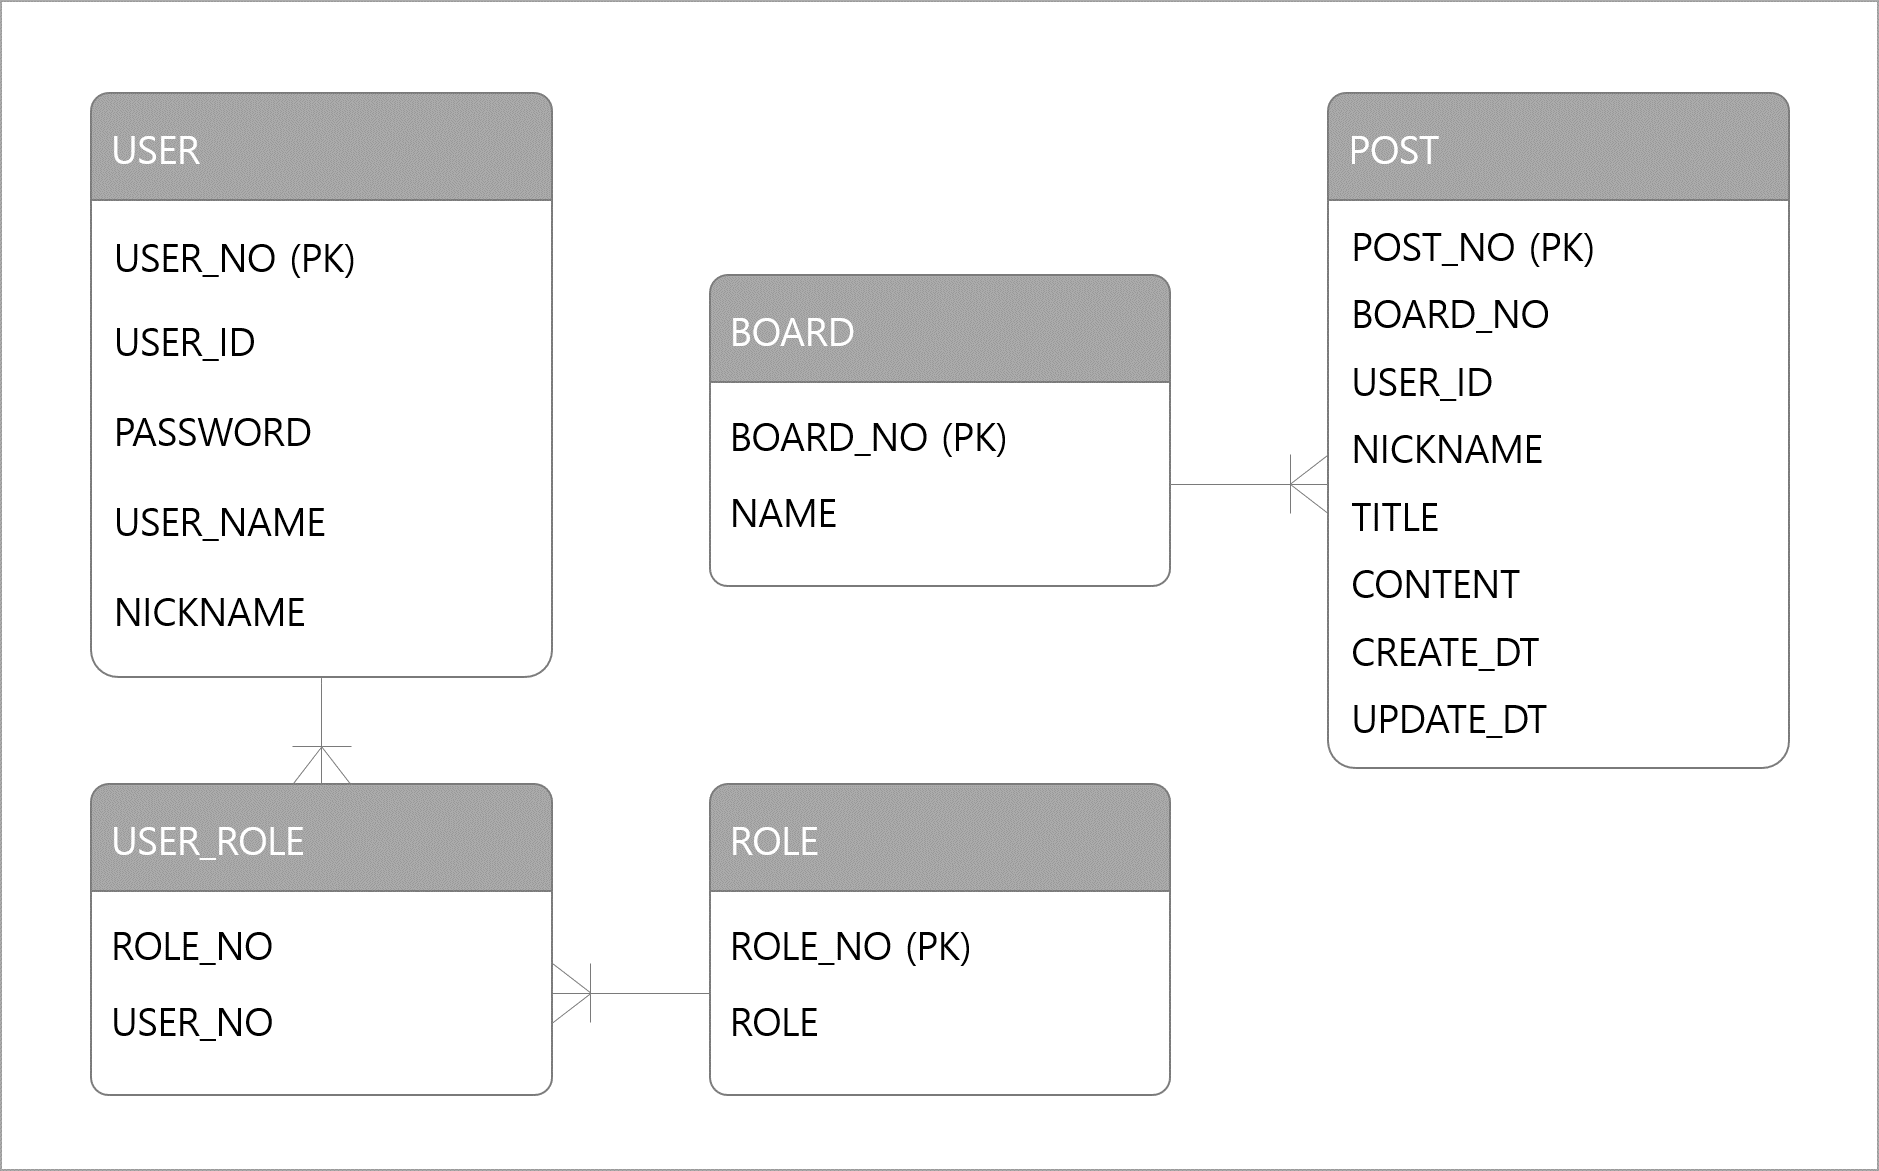 USER
USER_NO (PK)
USER_ID
PASSWORD
USER_NAME
NICKNAME
BOARD
BOARD_NO (PK)
NAME
POST
POST_NO (PK)
BOARD_NO
USER_ID
NICKNAME
TITLE
CONTENT
CREATE_DT
UPDATE_DT
USER_ROLE
ROLE_NO
USER_NO
ROLE
ROLE_NO (PK)
ROLE